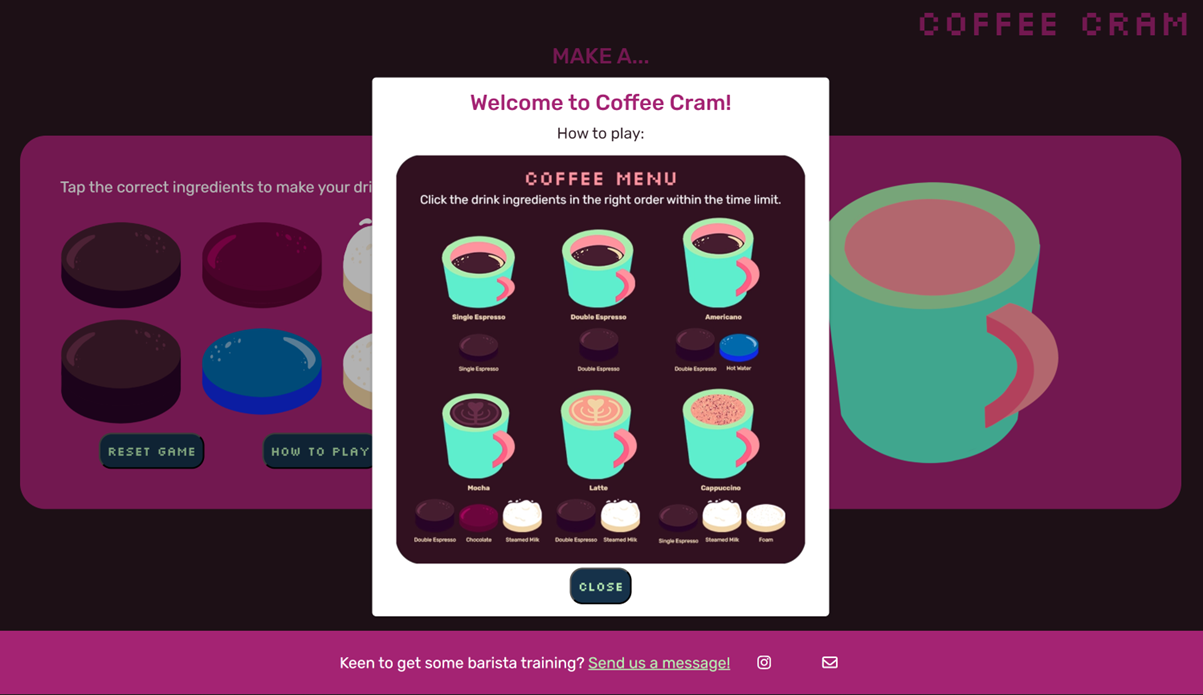 COFFEE CRAM
MAKE A...
Welcome to Coffee Cram!
How to play:
COFFEE MENU
Click the drink ingredients in the right order within the time limit.
Tap the correct ingredients to make your dri
Single Espresso Double Espresso Americano
Single Espresso Double Espresso Double Espresso Hot Water
RESET GAME HOW TO PLAY
Mocha Latte Cappuccino
Double Espresso Chocolate Steamed Milk Double Espresso Steamed Milk Single Espresso Steamed Milk Foam
CLOSE
Keen to get some barista training? Send us a message!